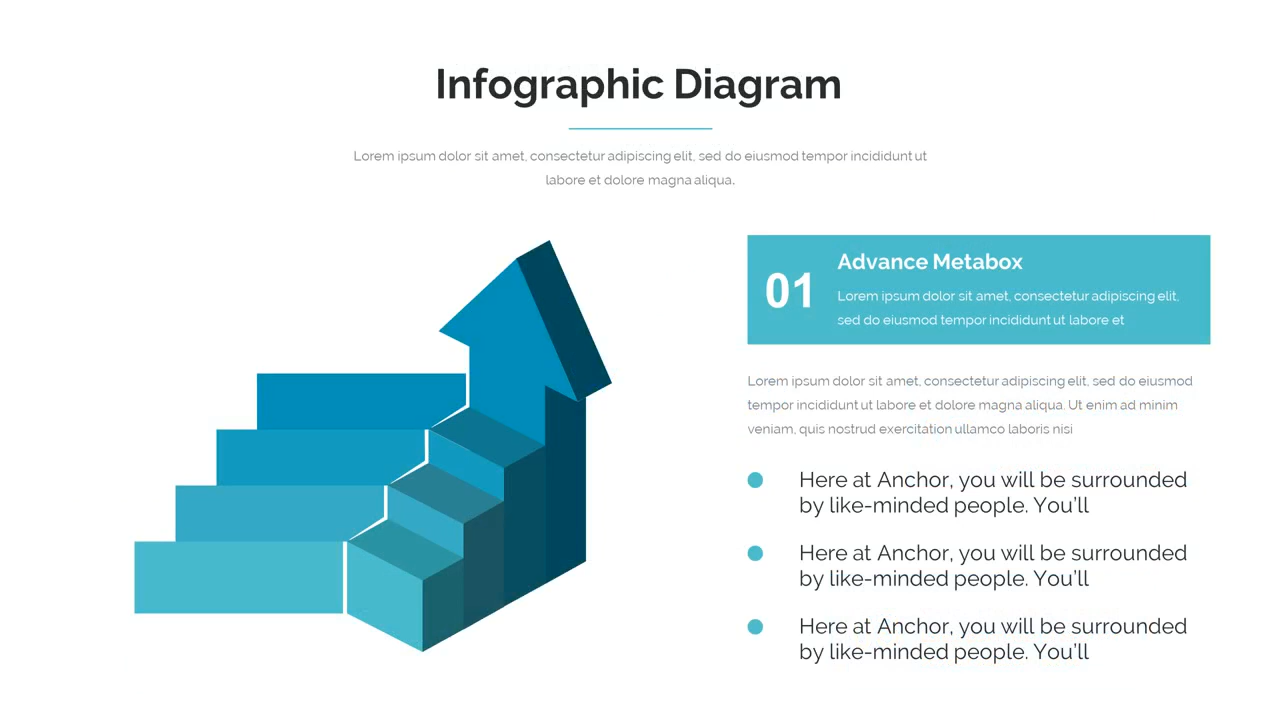 Infographic Diagram
Lorem ipsum dolor sit amet, consectetur adipiscing elit, sed do eiusmod tempor incididunt ut
labore et dolore magna aliqua.
01
Advance Metabox
Lorem ipsum dolor sit amet, consectetur adipiscing elit,
sed do eiusmod tempor incididunt ut labore et
Lorem ipsum dolor sit amet, consectetur adipiscing elit, sed do eiusmod
tempor incididunt ut labore et dolore magna aliqua. Ut enim ad minim
veniam, quis nostrud exercitation ullamco laboris nisi
Here at Anchor, you will be surrounded
by like-minded people. You’ll
Here at Anchor, you will be surrounded
by like-minded people. You’ll
Here at Anchor, you will be surrounded
by like-minded people. You’ll